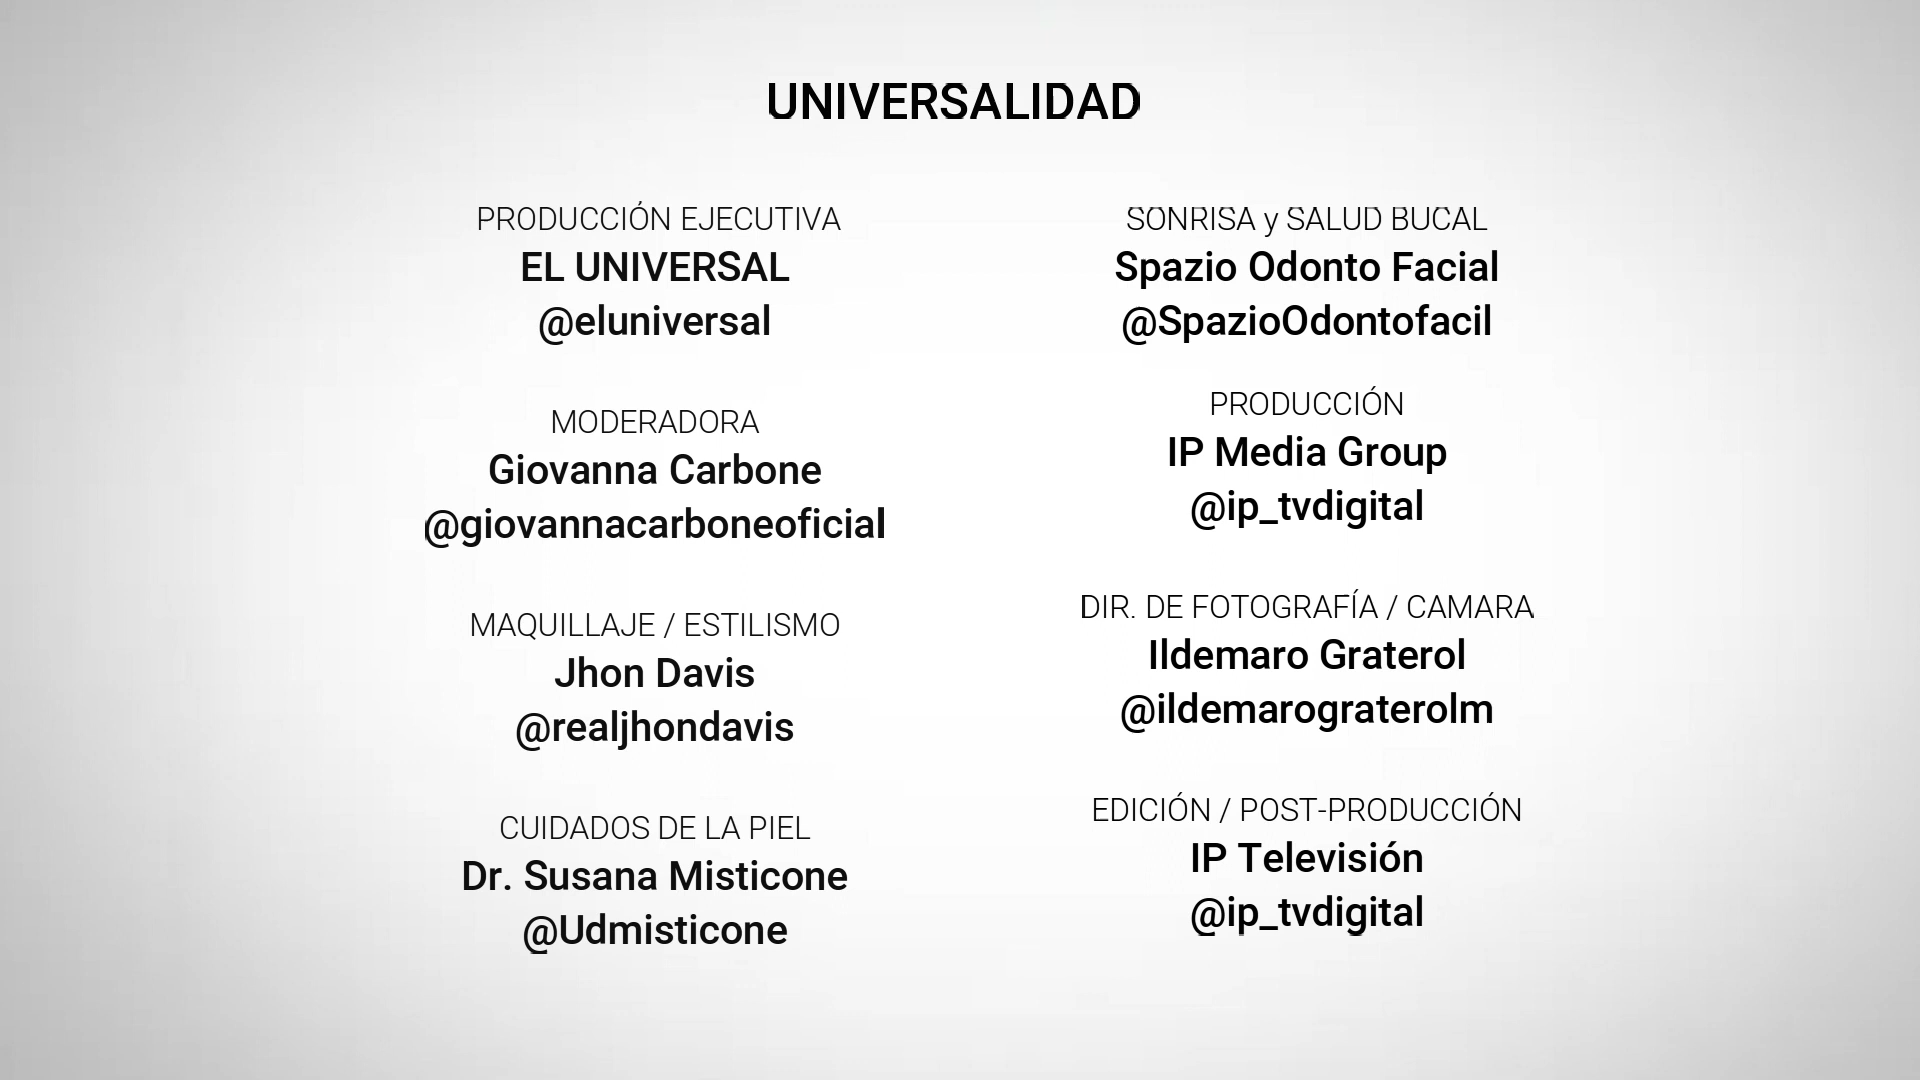 UNIVERSALIDAD
PRODUCCIÓN EJECUTIVA
EL UNIVERSAL
@eluniversal
MODERADORA
Giovanna Carbone
@giovannacarboneoficial
MAQUILLAJE / ESTILISMO
Jhon Davis
@realjhondavis
CUIDADOS DE LA PIEL
Dr. Susana Misticone
@Udmisticone
SONRISA y SALUD BUCAL
Spazio Odonto Facial
@SpazioOdontofacil
PRODUCCIÓN
IP Media Group
@ip_tvdigital
DIR. DE FOTOGRAFÍA / CAMARA
Ildemaro Graterol
@ildemarograterolm
EDICIÓN / POST-PRODUCCIÓN
IP Televisión
@ip_tvdigital